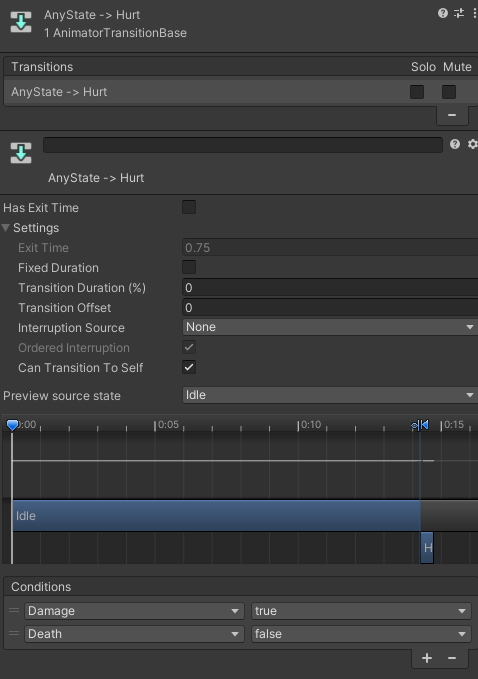 AnyState -> Hurt
1 AnimatorTransitionBase
Transitions Solo Mute
AnyState -> Hurt
AnyState -> Hurt
Has Exit Time
Settings
Exit Time 0.75
Fixed Duration
Transition Duration (%) 0
Transition Offset 0
Interruption Source None
Ordered Interruption
Can Transition To Self
Preview source state Idle
0:00 0:05 0:10 0:15
Idle
H
Conditions
Damage true
Death false